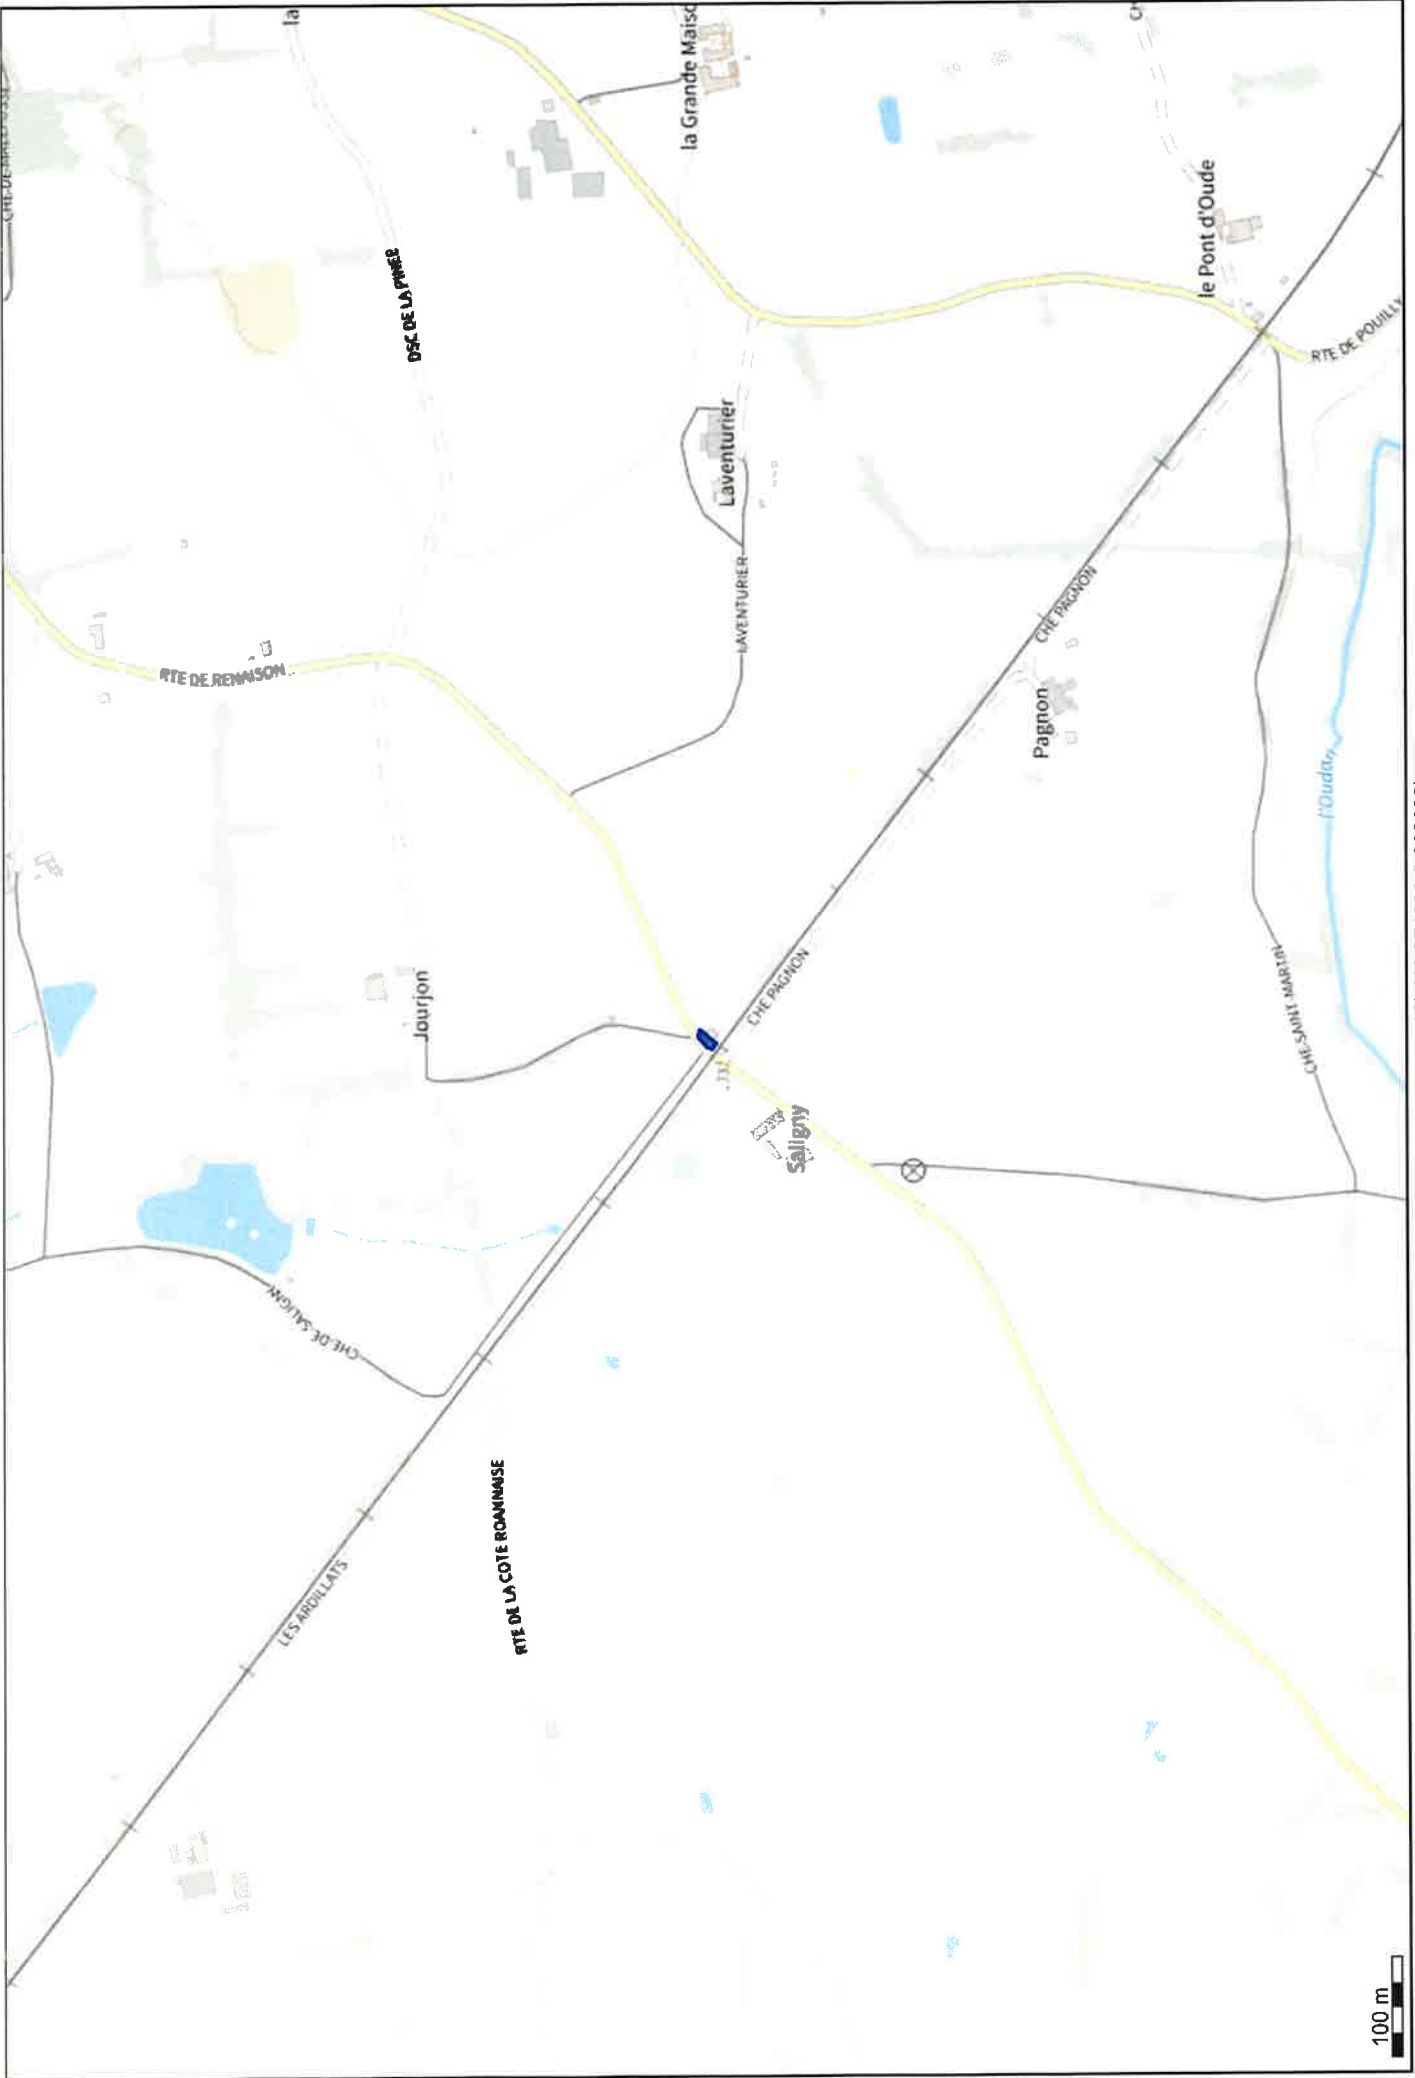 la
la Grande Maiso
CH
le Pont d'Oude
DSC DE LA PINEE
RTE DE POUILLY
Laventurier
LAVENTURIER
CHE PAGNON
RTE DE RENAISON
Pagnon
l'Oudan
Jourjon
CHE PAGNON
CHE SAINT-MARTIN
Saligny
CHE DE SALIGNY
LES ARDILLATS
RTE DE LA COTE ROANNAISE
100 m